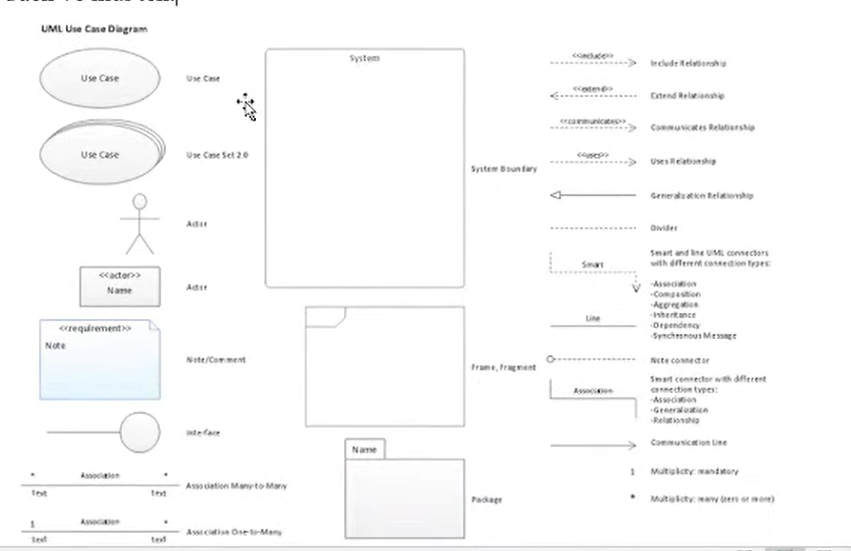 UML Use Case Diagram
Use Case
Use Case
Use Case
Use Case Set 2.0
Actor
<<actor>>
Name
Actor
<<requirement>>
Note
Note/Comment
Interface
*
Association
*
Text
Text
Association Many-to-Many
1
Association
*
text
text
Association One-to-Many
System
System Boundary
Frame, Fragment
Name
Package
<<include>>
Include Relationship
<<extend>>
Extend Relationship
<<communicates>>
Communicates Relationship
<<uses>>
Uses Relationship
Generalization Relationship
Divider
Smart
Smart and line UML connectors
with different connection types:
-Association
-Composition
-Aggregation
-Inheritance
-Dependency
-Synchronous Message
Line
Note connector
Association
Smart connector with different
connection types:
-Association
-Generalization
-Relationship
Communication Line
1
Multiplicity: mandatory
*
Multiplicity: many (zero or more)